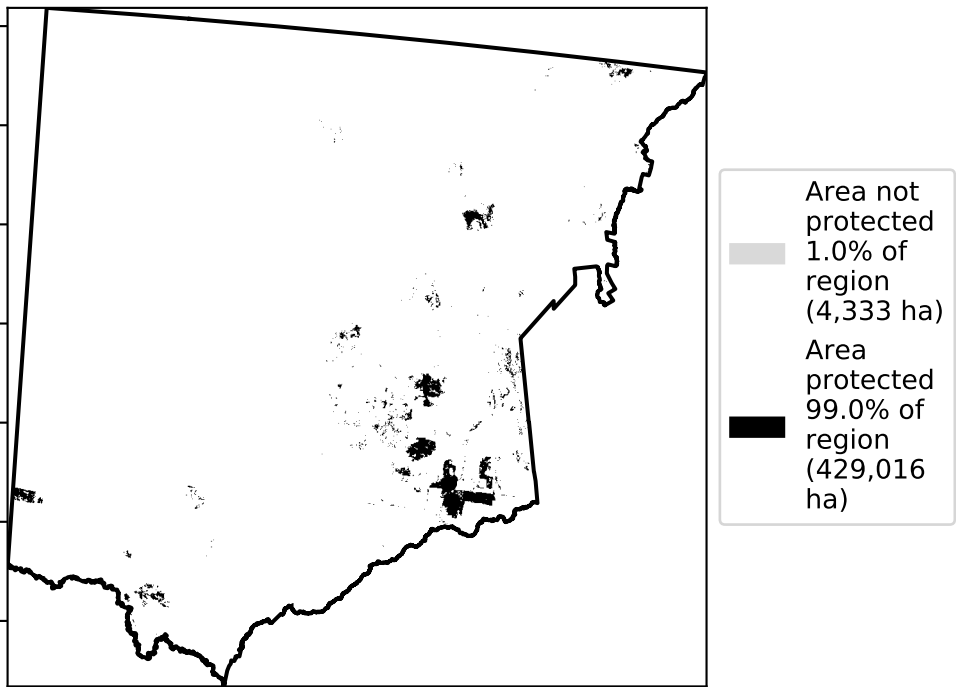 Area not
protected
1.0% of
region
(4,333 ha)
Area
protected
99.0% of
region
(429,016
ha)